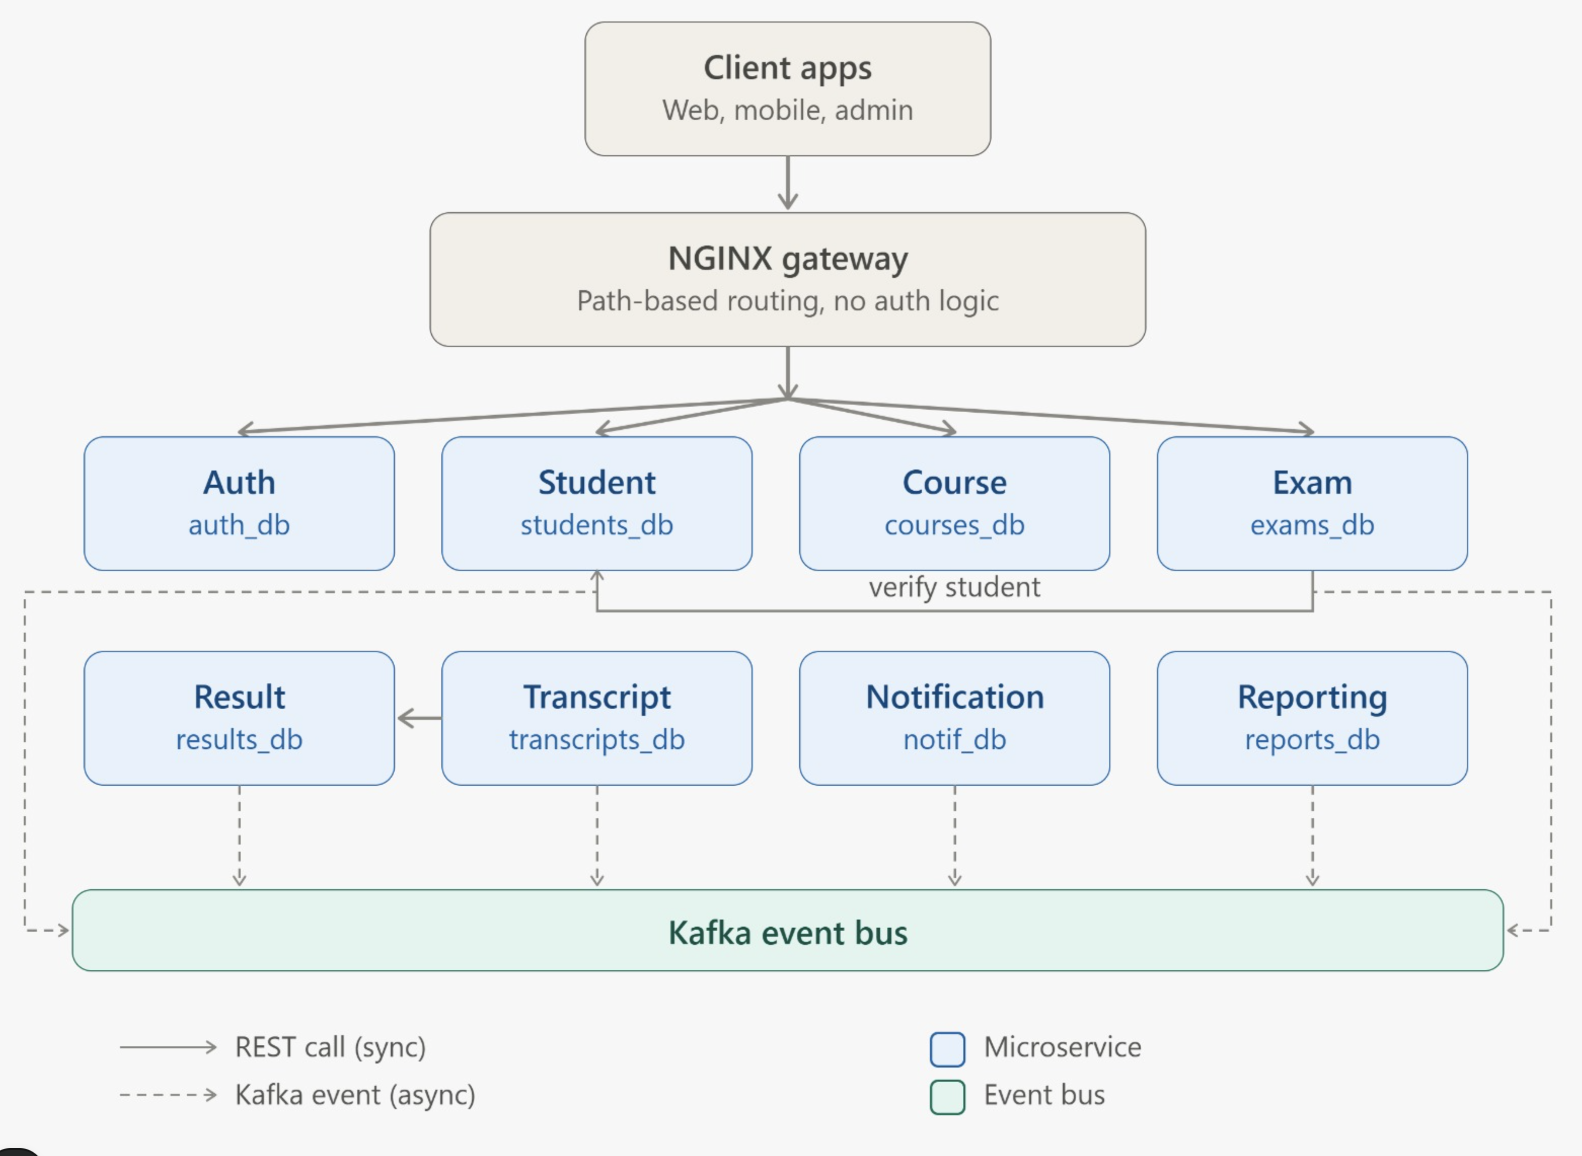 Client apps
Web, mobile, admin
NGINX gateway
Path-based routing, no auth logic
Auth
auth_db
Student
students_db
Course
courses_db
Exam
exams_db
verify student
Result
results_db
Transcript
transcripts_db
Notification
notif_db
Reporting
reports_db
Kafka event bus
REST call (sync)
Kafka event (async)
Microservice
Event bus